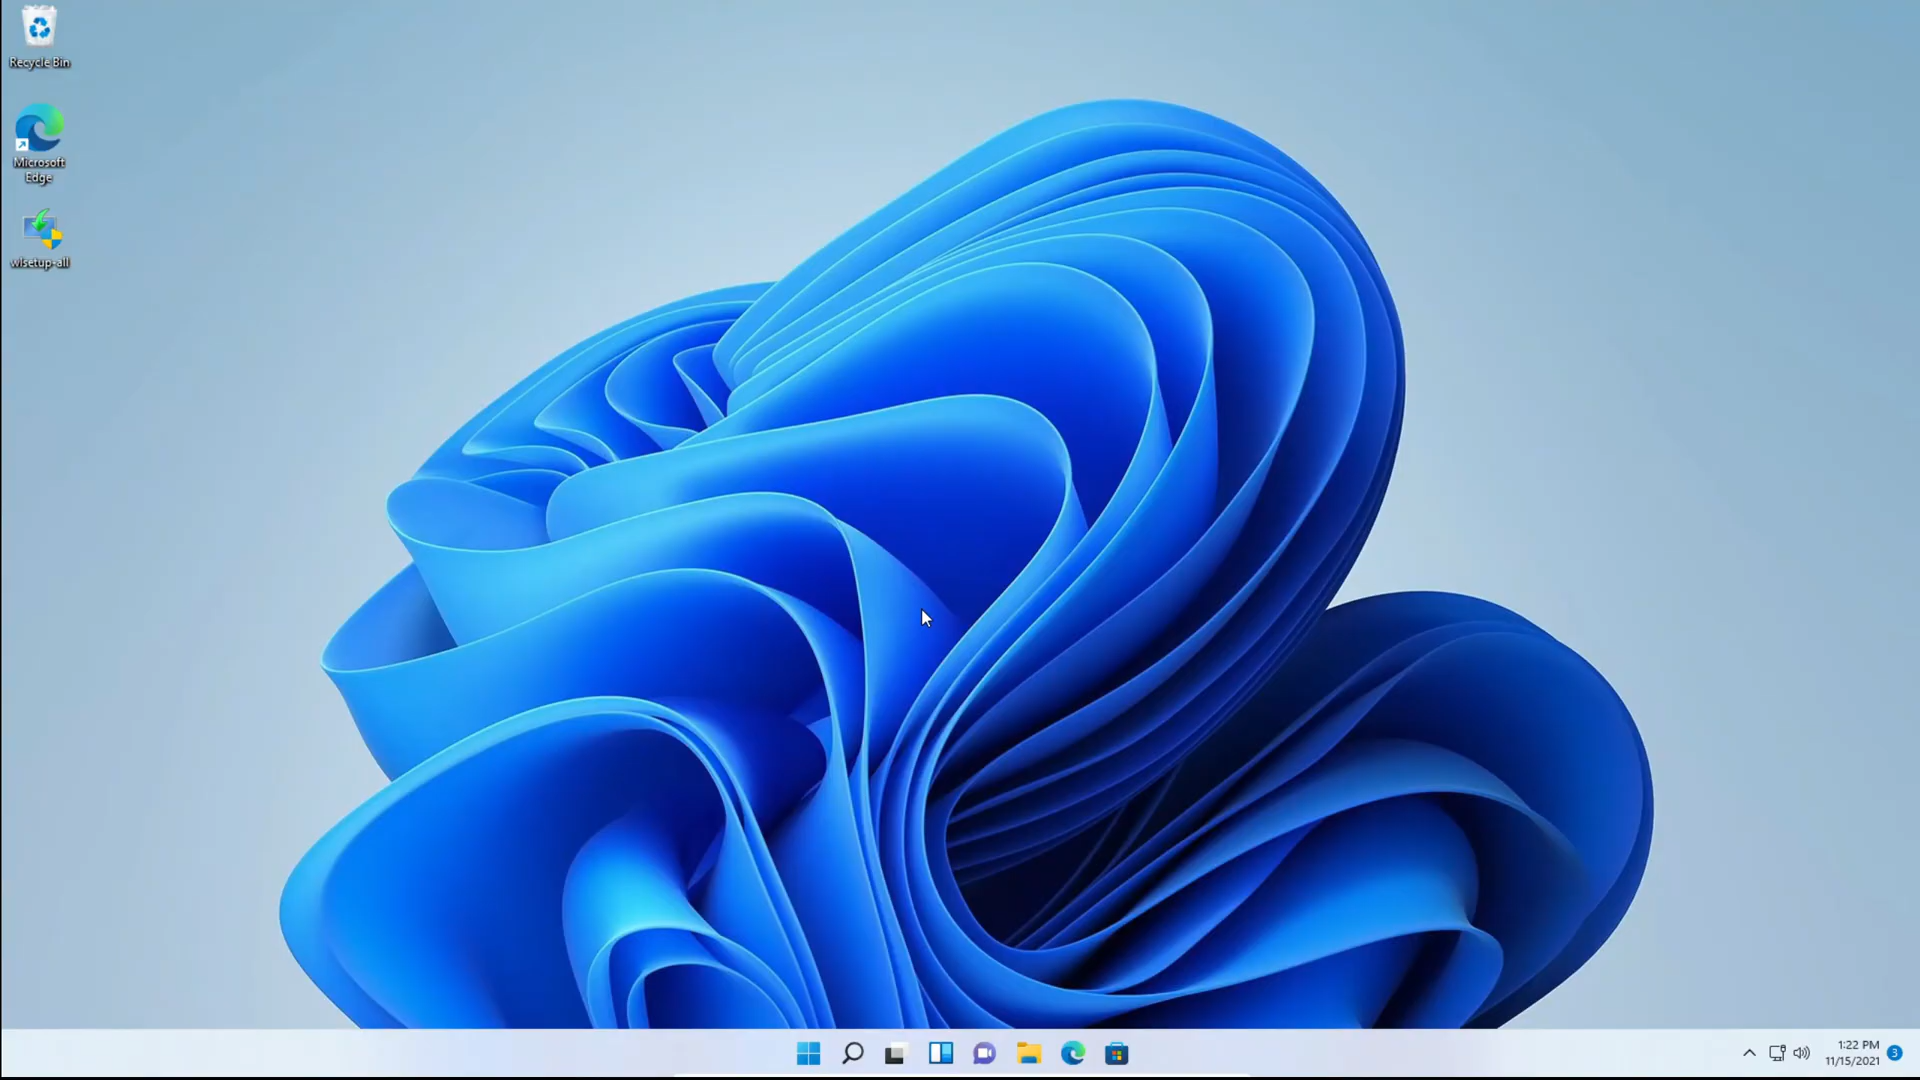 Recycle Bin
Microsoft
Edge
wisetup-all
1:22 PM
11/15/2021
3